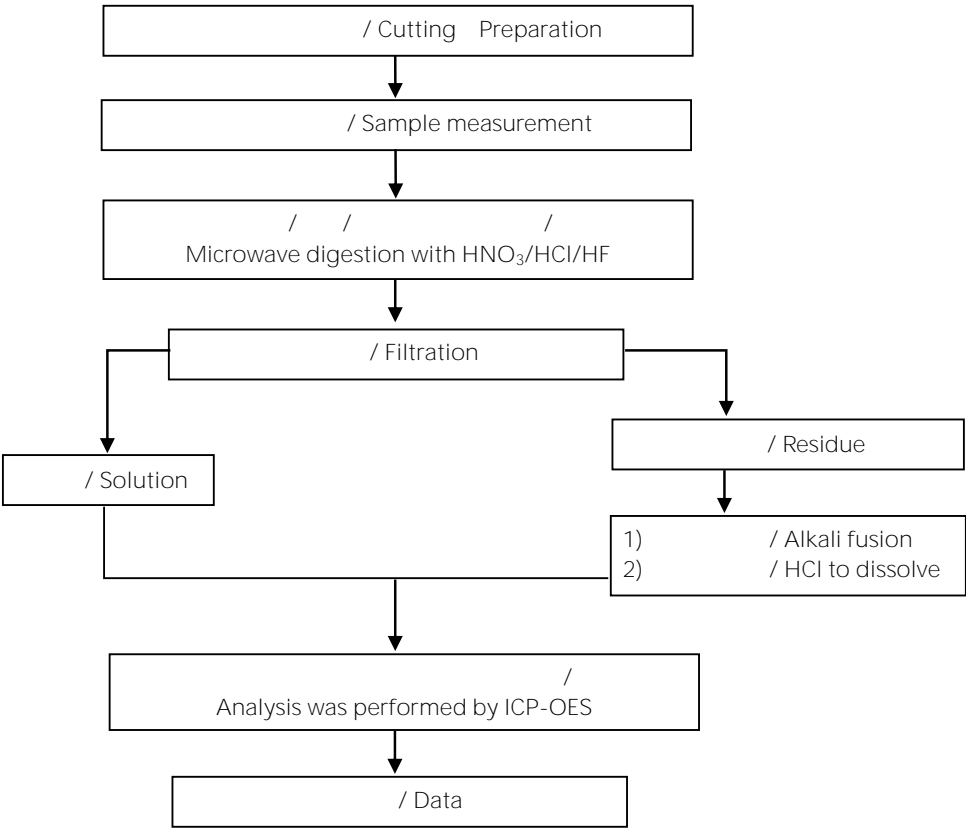 / Cutting Preparation
/ Sample measurement
/ / /
Microwave digestion with HNO₃/HCl/HF
/ Filtration
/ Solution
/ Residue
1) / Alkali fusion
2) / HCl to dissolve
/
Analysis was performed by ICP-OES
/ Data